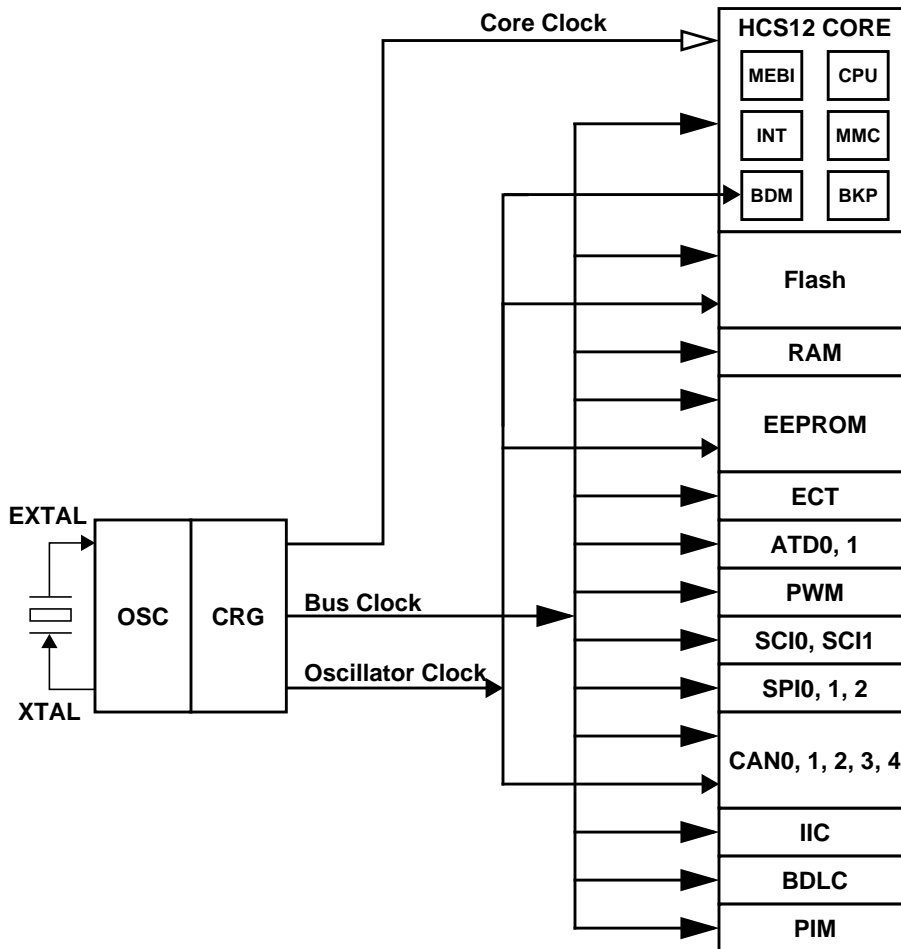 Core Clock
HCS12 CORE
MEBI
CPU
INT
MMC
BDM
BKP
Flash
RAM
EEPROM
EXTAL
ECT
ATD0, 1
OSC
CRG
Bus Clock
PWM
SCI0, SCI1
Oscillator Clock
SPI0, 1, 2
XTAL
CAN0, 1, 2, 3, 4
IIC
BDLC
PIM